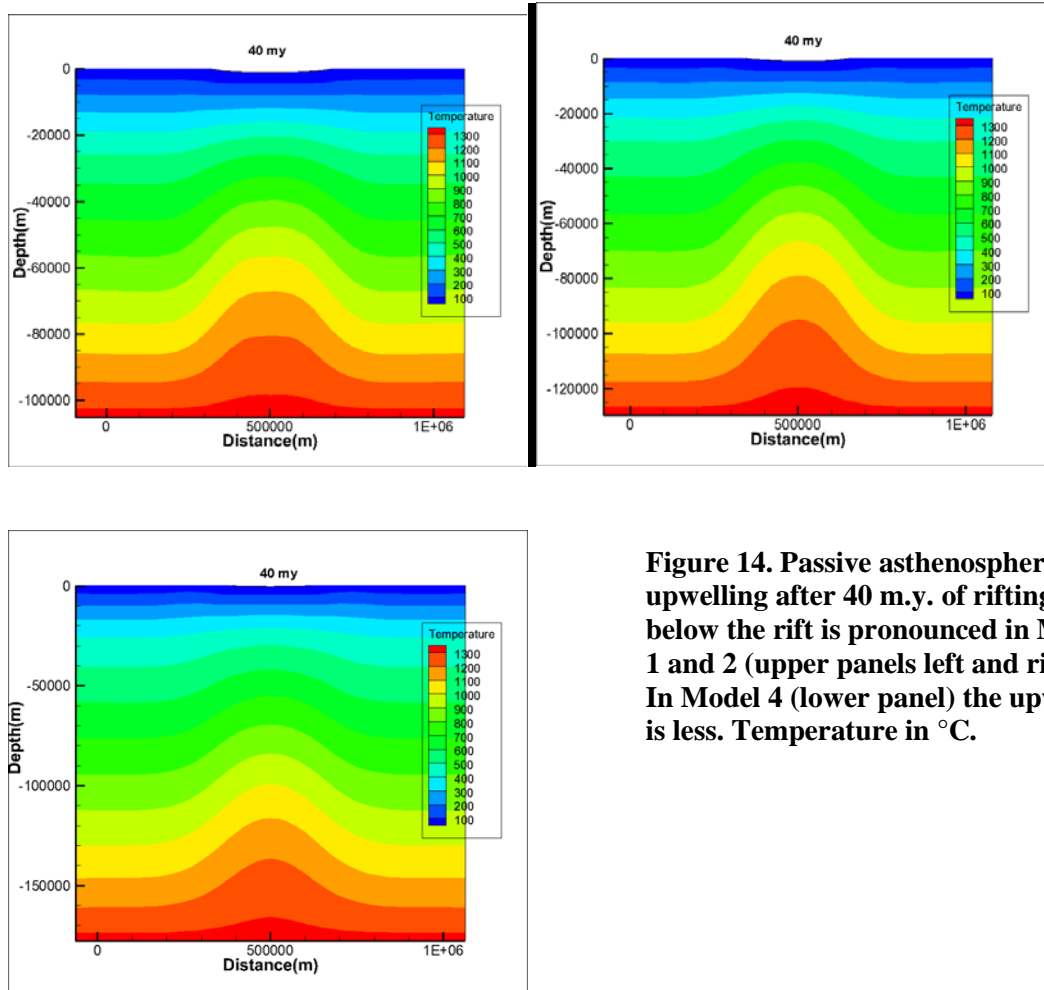 40 my
0
-20000
-40000
-60000
-80000
-100000
Depth(m)
0
500000
1E+06
Distance(m)
Temperature
1300
1200
1100
1000
900
800
700
600
500
400
300
200
100
40 my
0
-20000
-40000
-60000
-80000
-100000
-120000
Depth(m)
0
500000
1E+06
Distance(m)
Temperature
1300
1200
1100
1000
900
800
700
600
500
400
300
200
100
40 my
0
-50000
-100000
-150000
Depth(m)
0
500000
1E+06
Distance(m)
Temperature
1300
1200
1100
1000
900
800
700
600
500
400
300
200
100
Figure 14. Passive asthenospher
upwelling after 40 m.y. of rifting
below the rift is pronounced in M
1 and 2 (upper panels left and ri
In Model 4 (lower panel) the upw
is less. Temperature in °C.